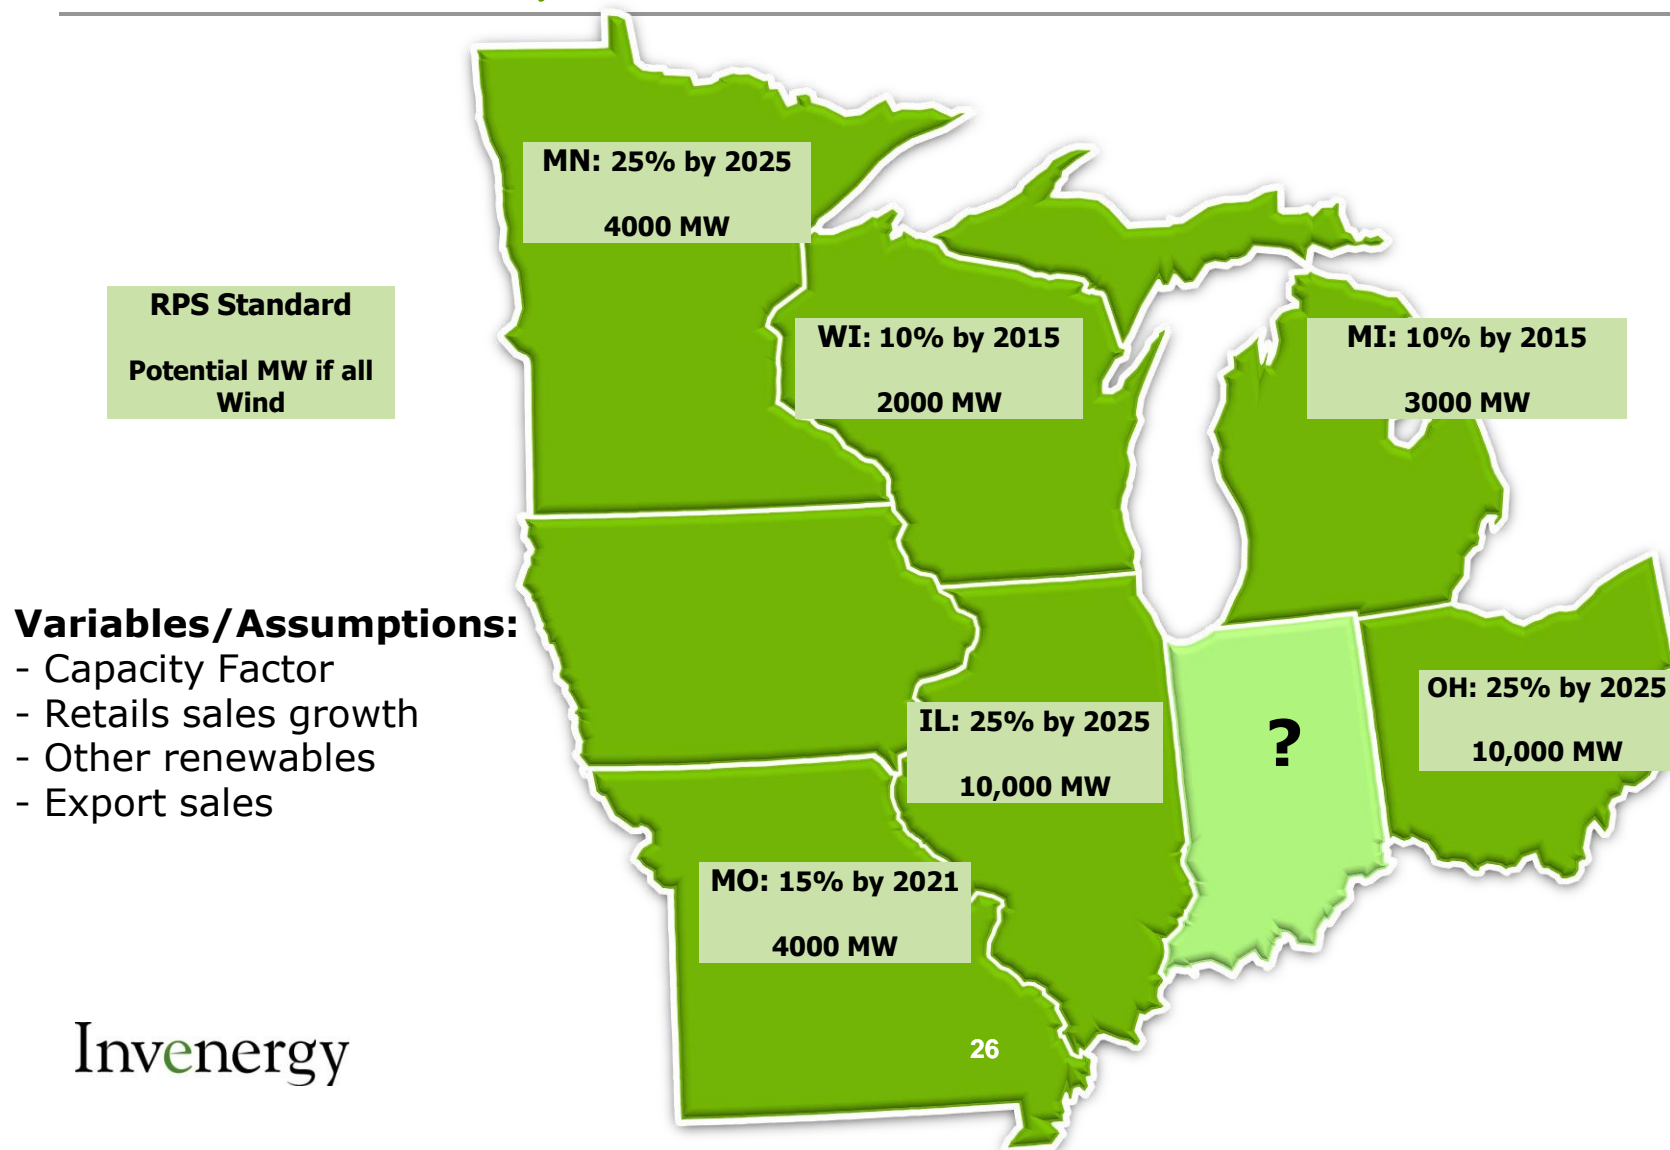 MN: 25% by 2025
4000 MW
RPS Standard
Potential MW if all
Wind
WI: 10% by 2015
2000 MW
MI: 10% by 2015
3000 MW
Variables/Assumptions:
- Capacity Factor
- Retails sales growth
- Other renewables
- Export sales
IL: 25% by 2025
10,000 MW
?
OH: 25% by 2025
10,000 MW
MO: 15% by 2021
4000 MW
Invenergy
26